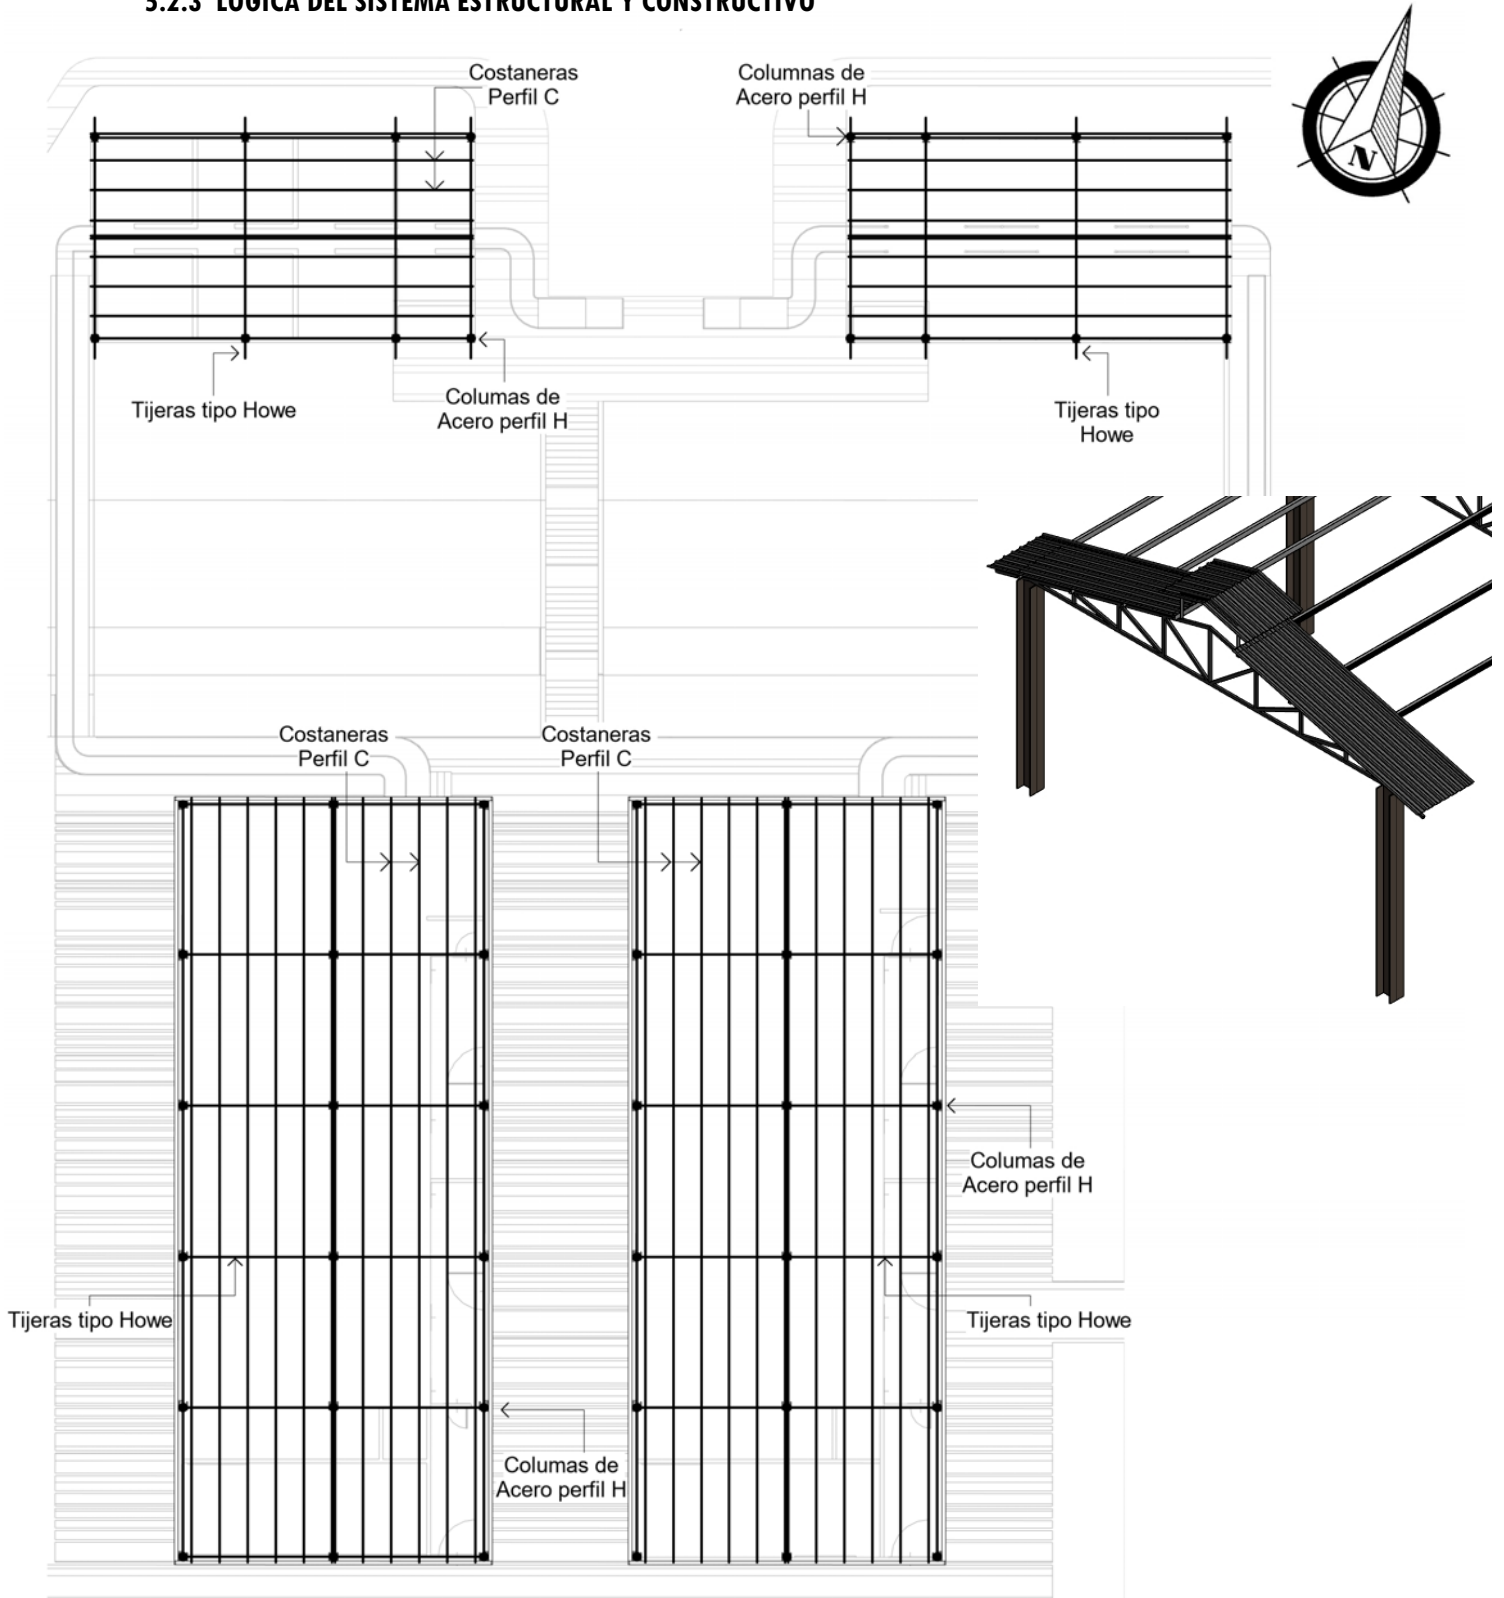 5.2.3 LOGICA DEL SISTEMA ESTRUCTURAL Y CONSTRUCTIVO
Costaneras
Perfil C
Columnas de
Acero perfil H
N
Tijeras tipo Howe
Columas de
Acero perfil H
Tijeras tipo
Howe
Costaneras
Perfil C
Costaneras
Perfil C
Columas de
Acero perfil H
Tijeras tipo Howe
Tijeras tipo Howe
Columas de
Acero perfil H